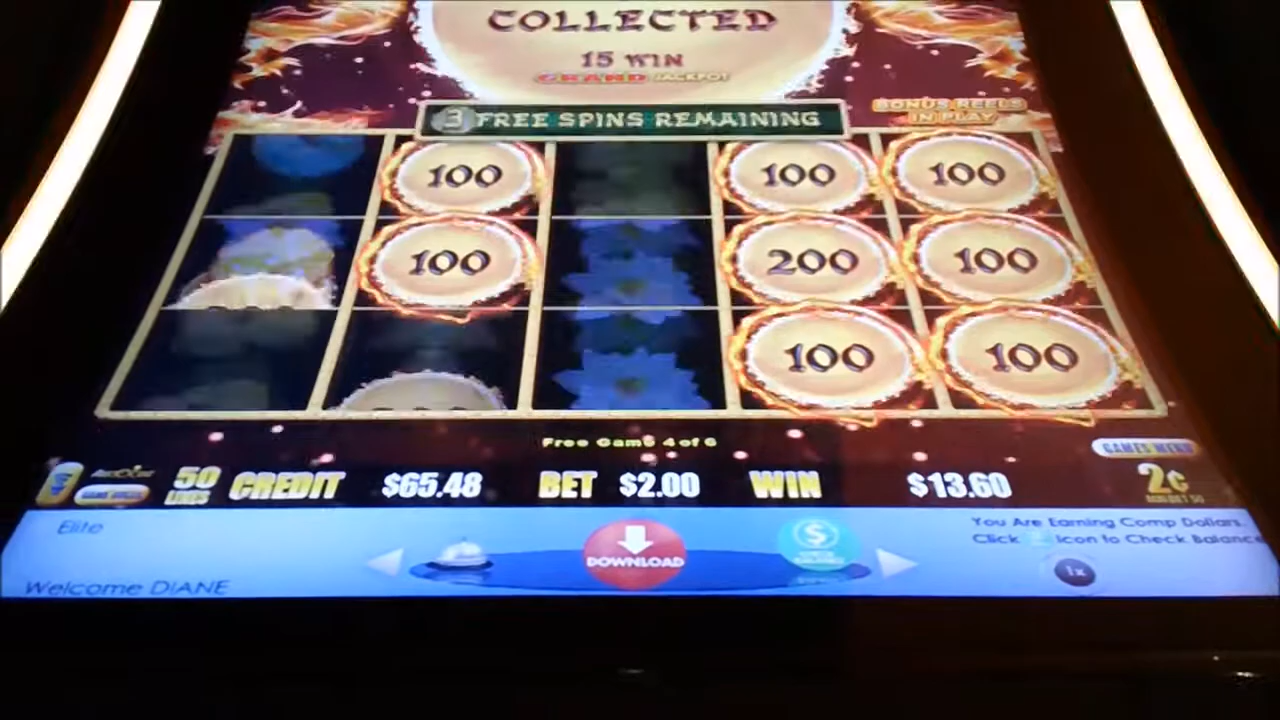 COLLECTED
15 WIN
GRAND JACKPOT
3 FREE SPINS REMAINING
BONUS REELS
IN PLAY
100 100 100
100 200 100
100 100
Free Game 4 of 6
GAMES MENU
50 CREDIT $65.48 BET $2.00 WIN $13.60 2¢
Elite
DOWNLOAD
$
You Are Earning Comp Dollars.
Click Icon to Check Balance
1x
Welcome DIANE